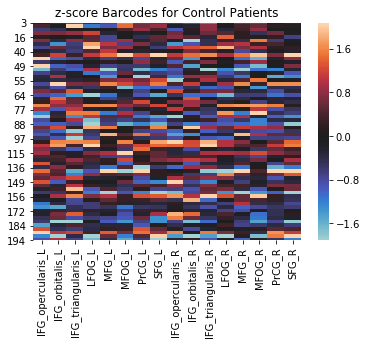 z-score Barcodes for Control Patients
3
16
28
40
49
55
64
77
88
97
115
136
149
156
172
184
194
1.6
0.8
0.0
−0.8
−1.6
IFG_opercularis_L
IFG_orbitalis_L
IFG_triangularis_L
LFOG_L
MFG_L
MFOG_L
PrCG_L
SFG_L
IFG_opercularis_R
IFG_orbitalis_R
IFG_triangularis_R
LFOG_R
MFG_R
MFOG_R
PrCG_R
SFG_R